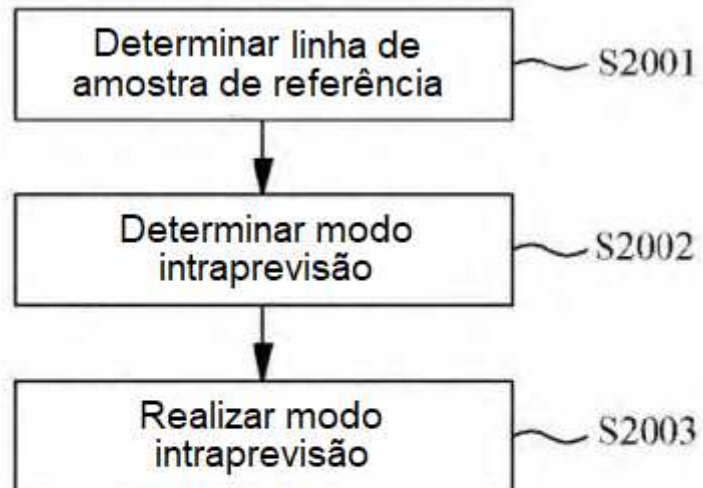 Determinar linha de
amostra de referência
S2001
Determinar modo
intraprevisão
S2002
Realizar modo
intraprevisão
S2003